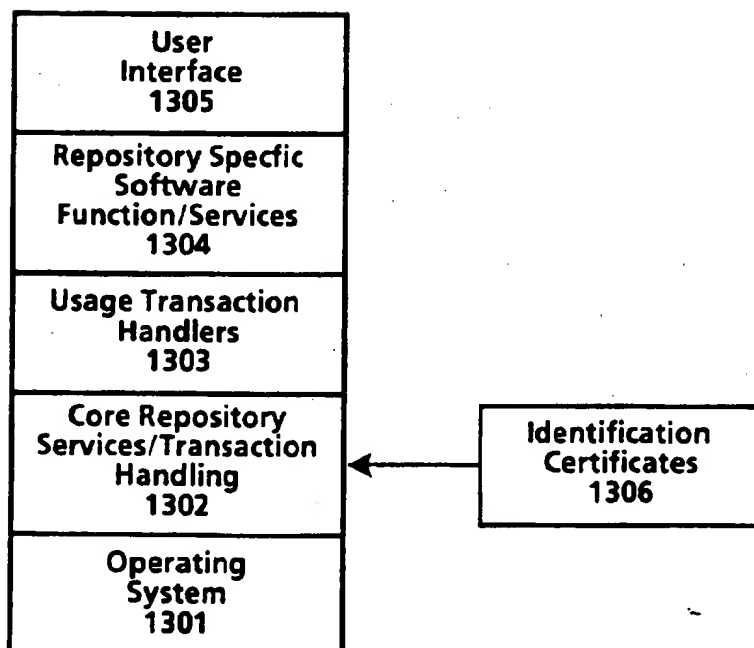 User
Interface
1305
Repository Specfic
Software
Function/Services
1304
Usage Transaction
Handlers
1303
Core Repository
Services/Transaction
Handling
1302
Identification
Certificates
1306
Operating
System
1301